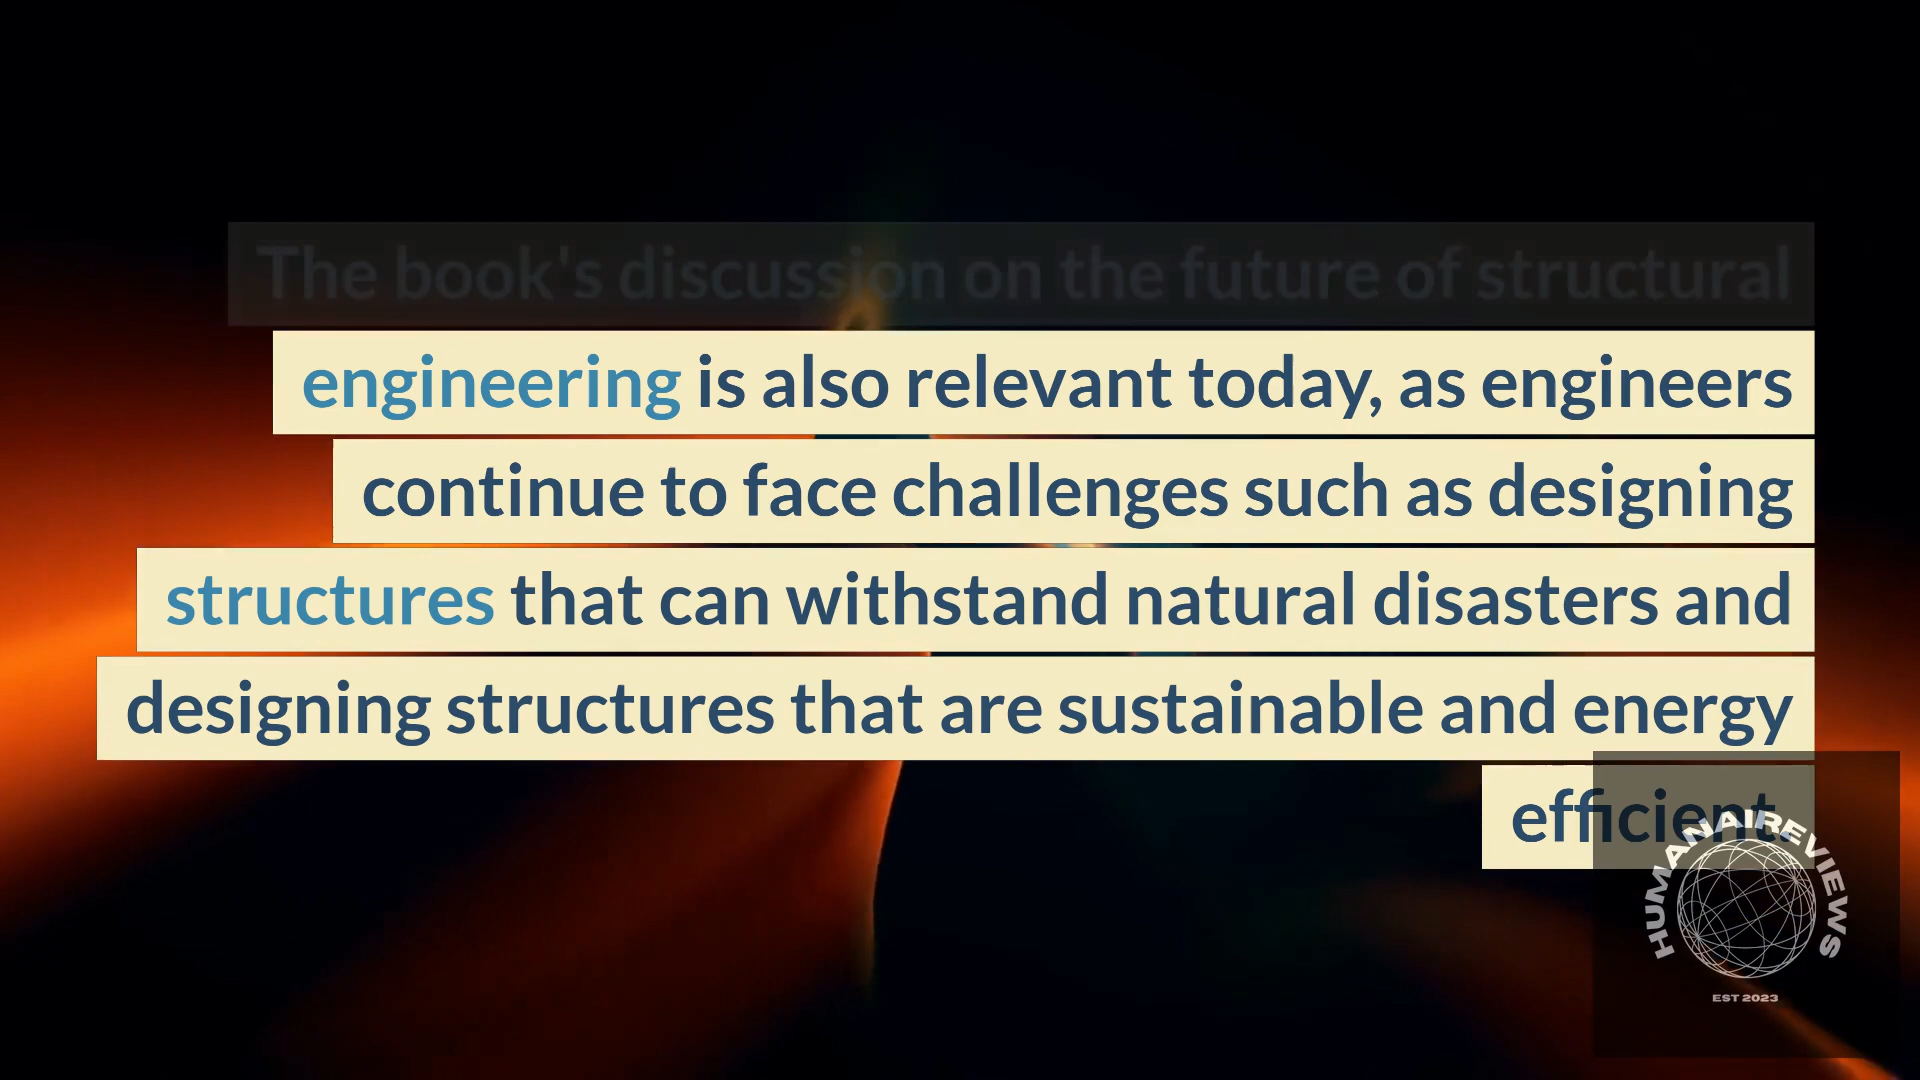 The book's discussion on the future of structural
engineering is also relevant today, as engineers
continue to face challenges such as designing
structures that can withstand natural disasters and
designing structures that are sustainable and energy
efficient.
HUMANAIREVIEWS
EST 2023